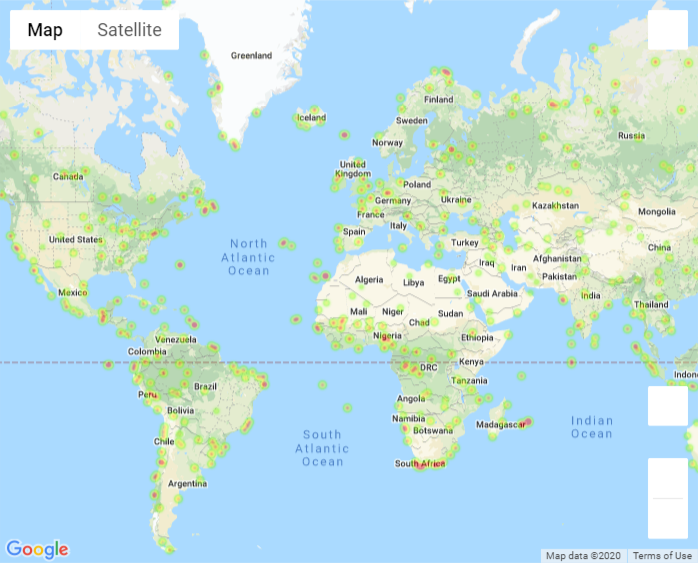 Map Satellite
Greenland
Iceland
Finland
Sweden
Norway
Russia
United
Kingdom
Canada
Poland
Germany
Ukraine
Kazakhstan
France
Mongolia
Italy
Spain
United States
North
Atlantic
Ocean
Turkey
China
Iraq
Iran
Afghanistan
Pakistan
Algeria
Libya
Egypt
Saudi Arabia
Mexico
India
Thailand
Mali
Niger
Chad
Sudan
Nigeria
Ethiopia
Venezuela
Colombia
Kenya
DRC
Indone
Tanzania
Brazil
Peru
Angola
Bolivia
Namibia
Botswana
Madagascar
Indian
Ocean
South
Atlantic
Ocean
Chile
South Africa
Argentina
Google
Map data ©2020 Terms of Use